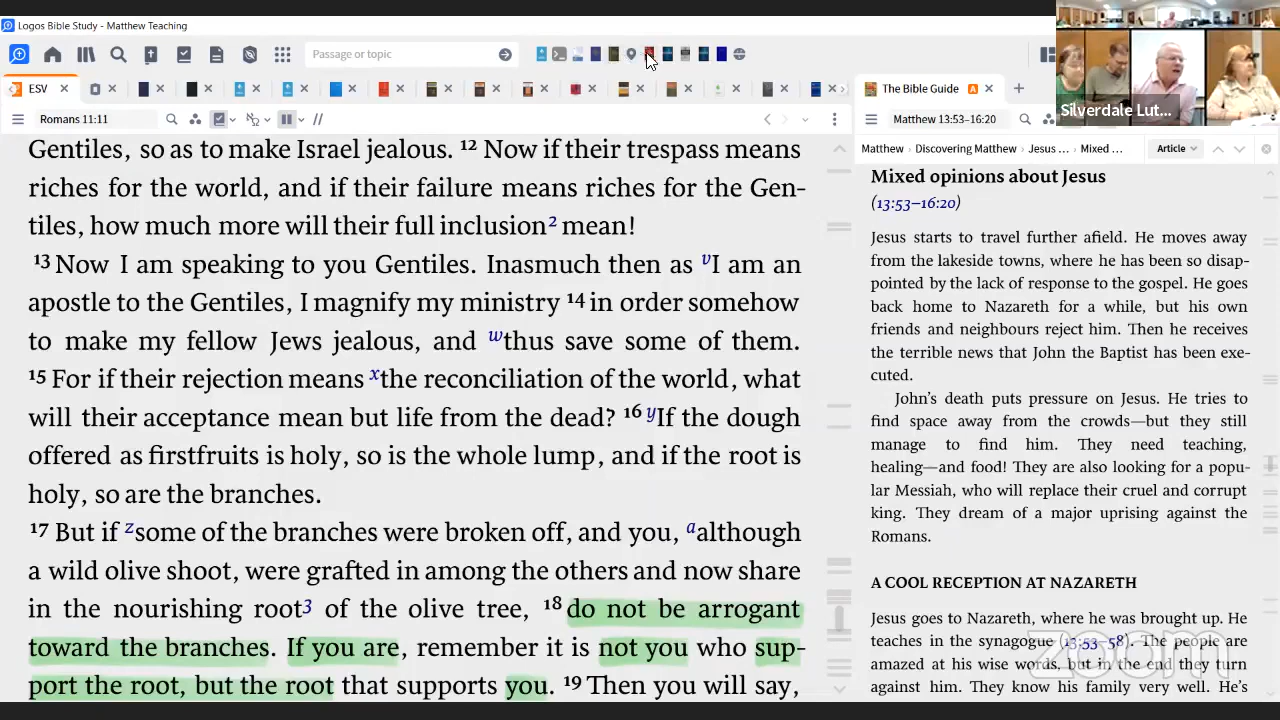 Logos Bible Study - Matthew Teaching
Passage or topic
ESV
The Bible Guide A
Silverdale Lut...
Romans 11:11
Matthew 13:53–16:20
Matthew › Discovering Matthew › Jesus ... › Mixed ...
Article
Gentiles, so as to make Israel jealous. 12 Now if their trespass means
riches for the world, and if their failure means riches for the Gen-
tiles, how much more will their full inclusion2 mean!
13 Now I am speaking to you Gentiles. Inasmuch then as vI am an
apostle to the Gentiles, I magnify my ministry 14 in order somehow
to make my fellow Jews jealous, and wthus save some of them.
15 For if their rejection means xthe reconciliation of the world, what
will their acceptance mean but life from the dead? 16 yIf the dough
offered as firstfruits is holy, so is the whole lump, and if the root is
holy, so are the branches.
17 But if zsome of the branches were broken off, and you, aalthough
a wild olive shoot, were grafted in among the others and now share
in the nourishing root3 of the olive tree, 18 do not be arrogant
toward the branches. If you are, remember it is not you who sup-
port the root, but the root that supports you. 19 Then you will say,
Mixed opinions about Jesus
(13:53–16:20)
Jesus starts to travel further afield. He moves away
from the lakeside towns, where he has been so disap-
pointed by the lack of response to the gospel. He goes
back home to Nazareth for a while, but his own
friends and neighbours reject him. Then he receives
the terrible news that John the Baptist has been exe-
cuted.
John's death puts pressure on Jesus. He tries to
find space away from the crowds—but they still
manage to find him. They need teaching,
healing—and food! They are also looking for a popu-
lar Messiah, who will replace their cruel and corrupt
king. They dream of a major uprising against the
Romans.
A COOL RECEPTION AT NAZARETH
Jesus goes to Nazareth, where he was brought up. He
teaches in the synagogue (13:53–58). The people are
amazed at his wise words, but in the end they turn
against him. They know his family very well. He's
zoom